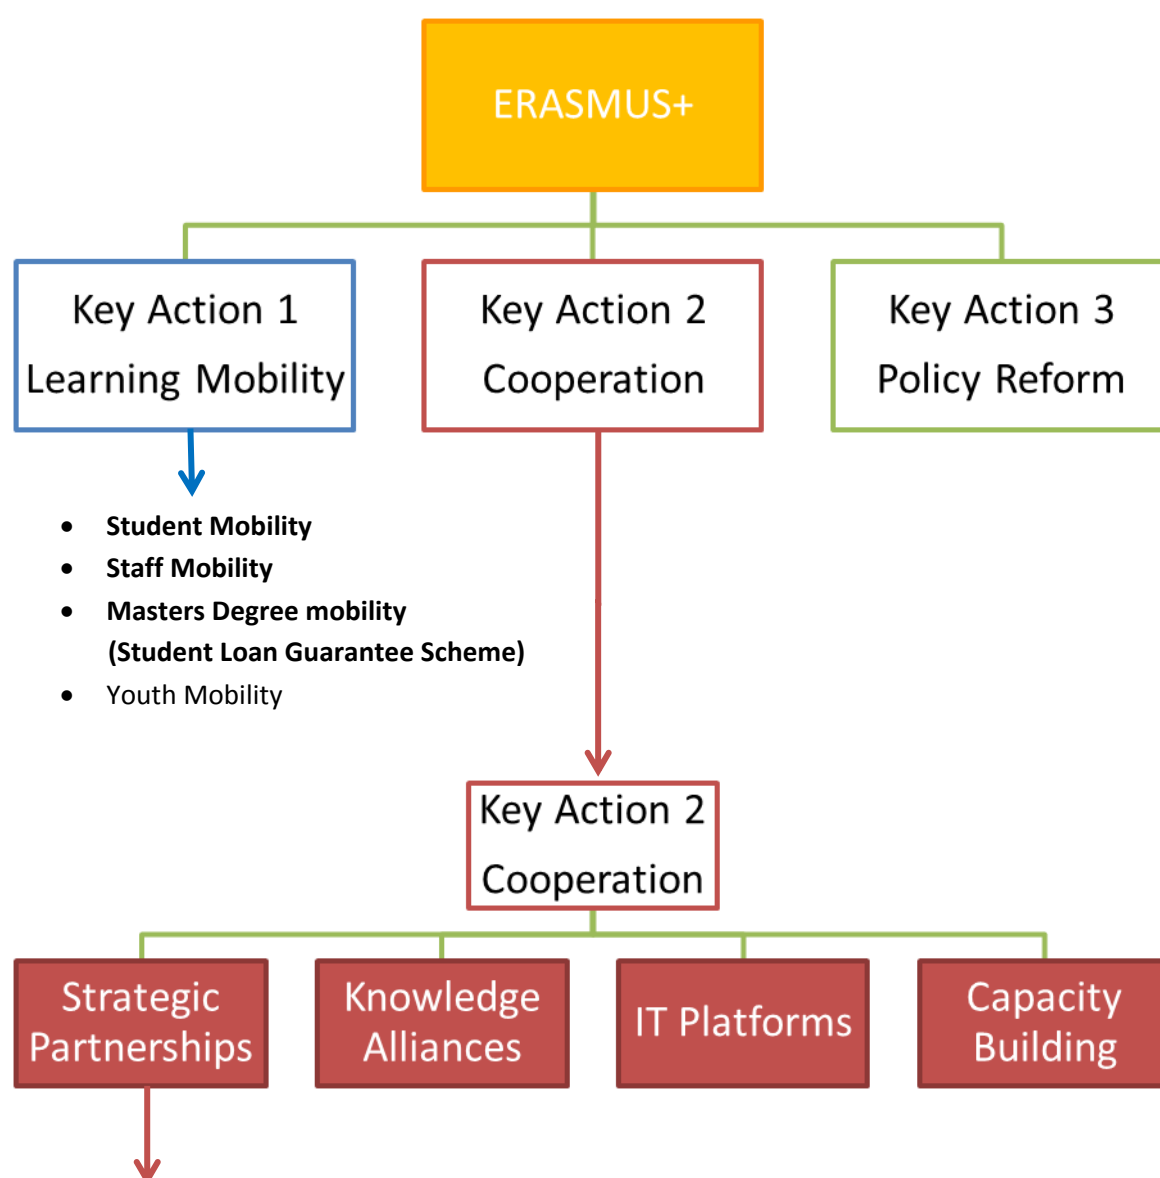 ERASMUS+
Key Action 1
Learning Mobility
Key Action 2
Cooperation
Key Action 3
Policy Reform
• Student Mobility
• Staff Mobility
• Masters Degree mobility
(Student Loan Guarantee Scheme)
• Youth Mobility
Key Action 2
Cooperation
Strategic
Partnerships
Knowledge
Alliances
IT Platforms
Capacity
Building